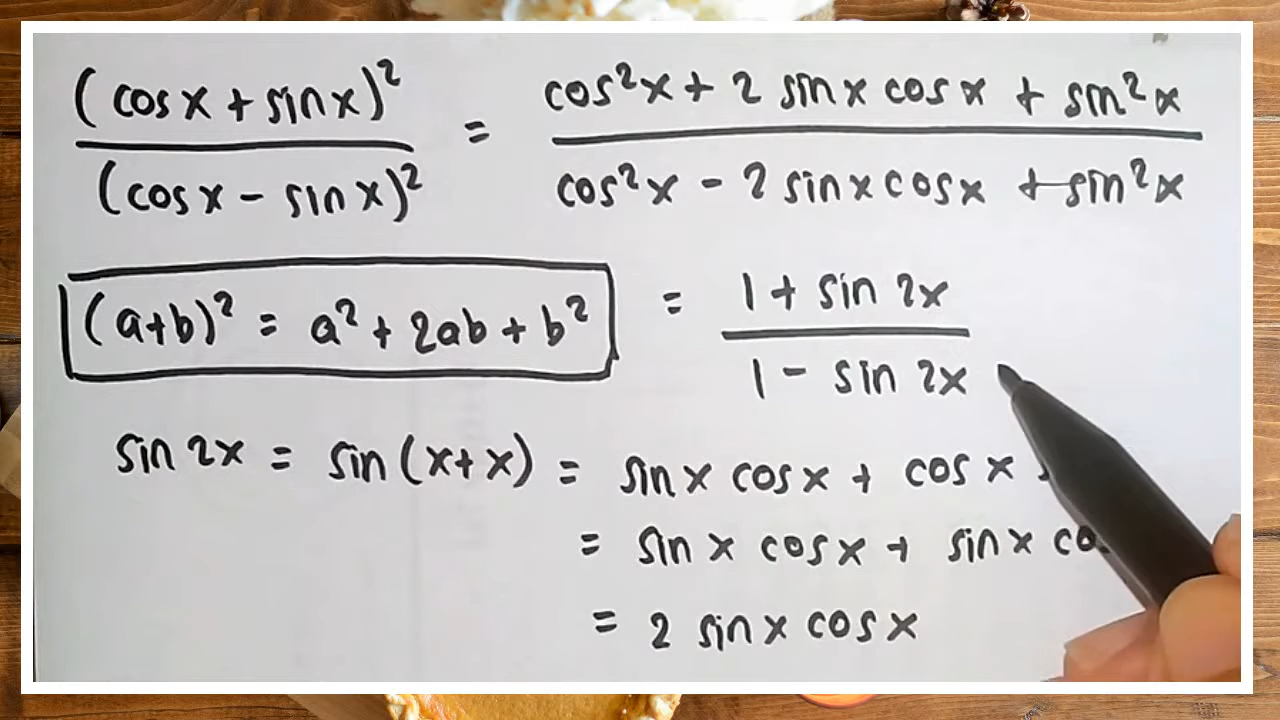 (cos x + sin x)² / (cos x - sin x)² = cos²x + 2 sin x cos x + sin²x / cos²x - 2 sin x cos x + sin²x
(a+b)² = a² + 2ab + b²
= 1 + sin 2x / 1 - sin 2x
sin 2x = sin (x+x) = sin x cos x + cos x
= sin x cos x + sin x
= 2 sin x cos x